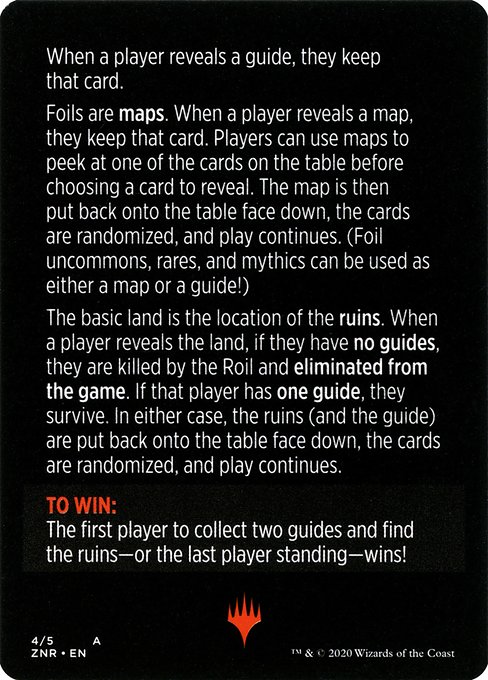 When a player reveals a guide, they keep
that card.
Foils are maps. When a player reveals a map,
they keep that card. Players can use maps to
peek at one of the cards on the table before
choosing a card to reveal. The map is then
put back onto the table face down, the cards
are randomized, and play continues. (Foil
uncommons, rares, and mythics can be used as
either a map or a guide!)
The basic land is the location of the ruins. When
a player reveals the land, if they have no guides,
they are killed by the Roil and eliminated from
the game. If that player has one guide, they
survive. In either case, the ruins (and the guide)
are put back onto the table face down, the cards
are randomized, and play continues.
TO WIN:
The first player to collect two guides and find
the ruins—or the last player standing—wins!
4/5 A
ZNR • EN
™ & © 2020 Wizards of the Coast